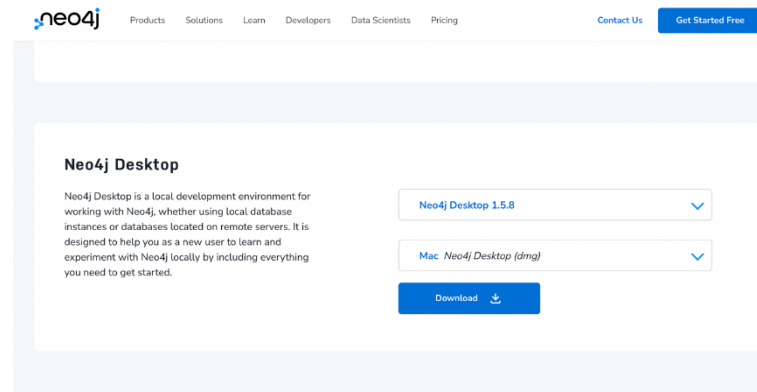 neo4j Products Solutions Learn Developers Data Scientists Pricing Contact Us Get Started Free
Neo4j Desktop
Neo4j Desktop is a local development environment for
working with Neo4j, whether using local database
instances or databases located on remote servers. It is
designed to help you as a new user to learn and
experiment with Neo4j locally by including everything
you need to get started.
Neo4j Desktop 1.5.8
Mac Neo4j Desktop (dmg)
Download